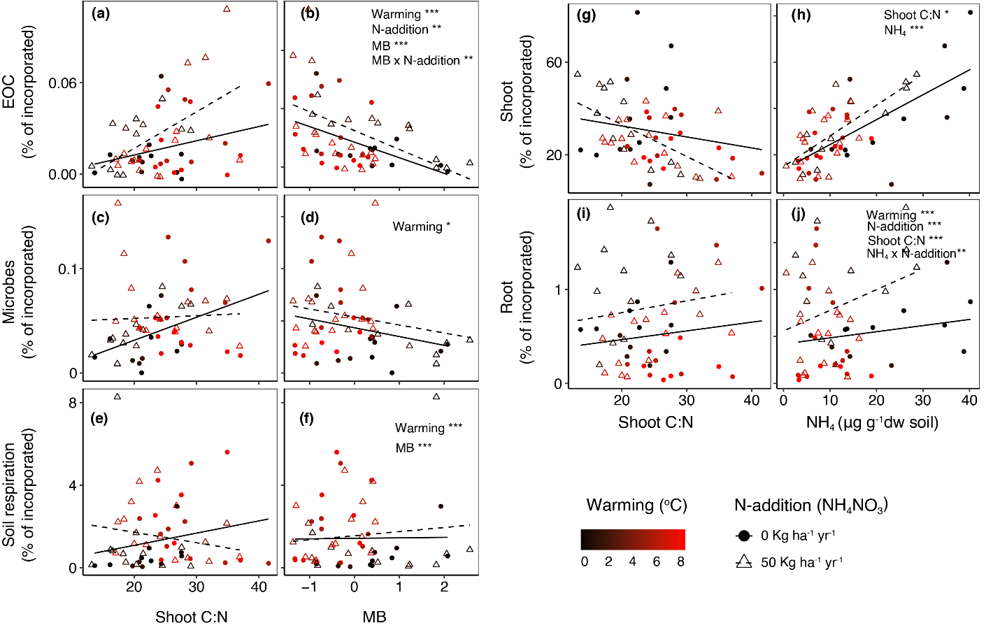 (a)
EOC
(% of incorporated)
0.06
0.00
(b)
Warming ***
N-addition **
MB ***
MB x N-addition **
(c)
Microbes
(% of incorporated)
0.1
0
(d)
Warming *
(e)
Soil respiration
(% of incorporated)
8
4
0
20 30 40
Shoot C:N
(f)
Warming ***
MB ***
−1 0 1 2
MB
(g)
Shoot
(% of incorporated)
60
20
(h)
Shoot C:N *
NH₄ ***
(i)
Root
(% of incorporated)
1
0
20 30 40
Shoot C:N
(j)
Warming ***
N-addition ***
Shoot C:N ***
NH₄ x N-addition**
0 10 20 30 40
NH₄ (µg g⁻¹dw soil)
Warming (ºC)
0 2 4 6 8
N-addition (NH₄NO₃)
0 Kg ha⁻¹ yr⁻¹
50 Kg ha⁻¹ yr⁻¹